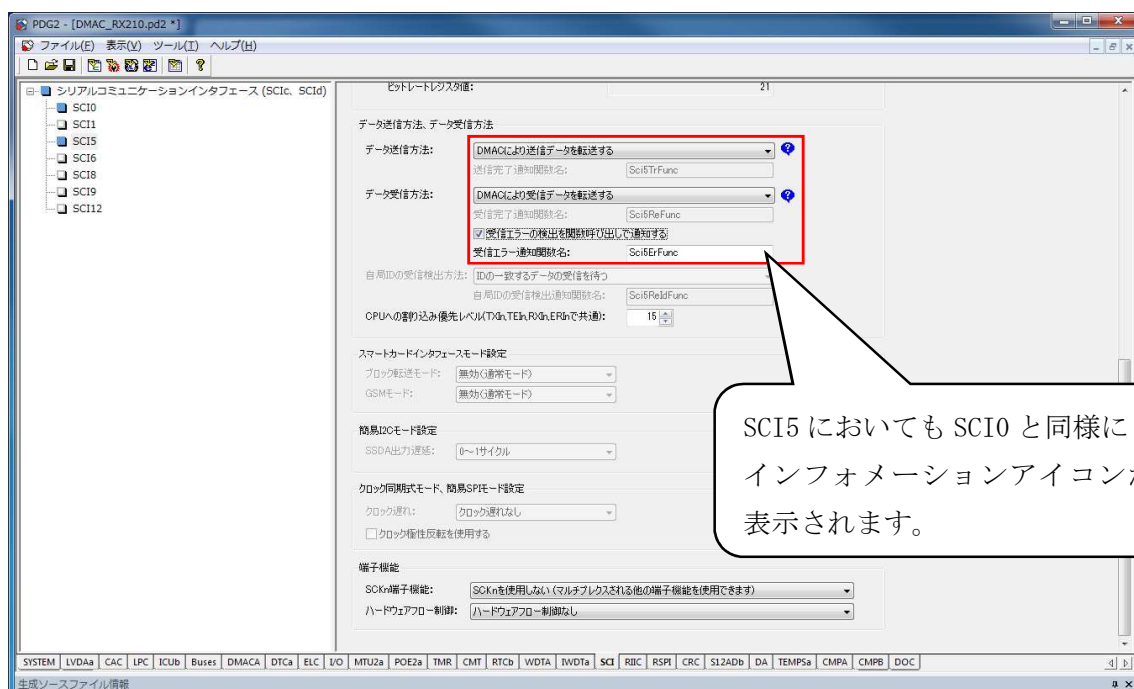 PDG2 - [DMAC_RX210.pd2 *]
ファイル(F) 表示(V) ツール(T) ヘルプ(H)
シリアルコミュニケーションインタフェース (SCIc、SCId)
SCI0
SCI1
SCI5
SCI6
SCI8
SCI9
SCI12
ビットレートレジスタ値: 21
データ送信方法、データ受信方法
データ送信方法: DMACにより送信データを転送する
送信完了通知関数名: Sci5TrFunc
データ受信方法: DMACにより受信データを転送する
受信完了通知関数名: Sci5ReFunc
受信エラーの検出を関数呼び出しで通知する
受信エラー通知関数名: Sci5ErFunc
自局IDの受信検出方法: IDの一致するデータの受信を待つ
自局IDの受信検出通知関数名: Sci5ReIdFunc
CPUへの割り込み優先レベル(TXIn,TEIn,RXIn,ERInで共通): 15
スマートカードインタフェースモード設定
ブロック転送モード: 無効(通常モード)
GSMモード: 無効(通常モード)
簡易I2Cモード設定
SSDA出力遅延: 0～1サイクル
クロック同期式モード、簡易SPIモード設定
クロック遅れ: クロック遅れなし
クロック極性反転を使用する
端子機能
SCKn端子機能: SCKnを使用しない (マルチプレクスされる他の端子機能を使用できます)
ハードウェアフロー制御: ハードウェアフロー制御なし
SCI5 においても SCI0 と同様に
インフォメーションアイコンが
表示されます。
SYSTEM LVDAa CAC LPC ICUb Buses DMACA DTCa ELC I/O MTU2a POE2a TMR CMT RTCb WDTA IWDTa SCI RIIC RSPI CRC S12ADb DA TEMPSa CMPA CMPB DOC
生成ソースファイル情報